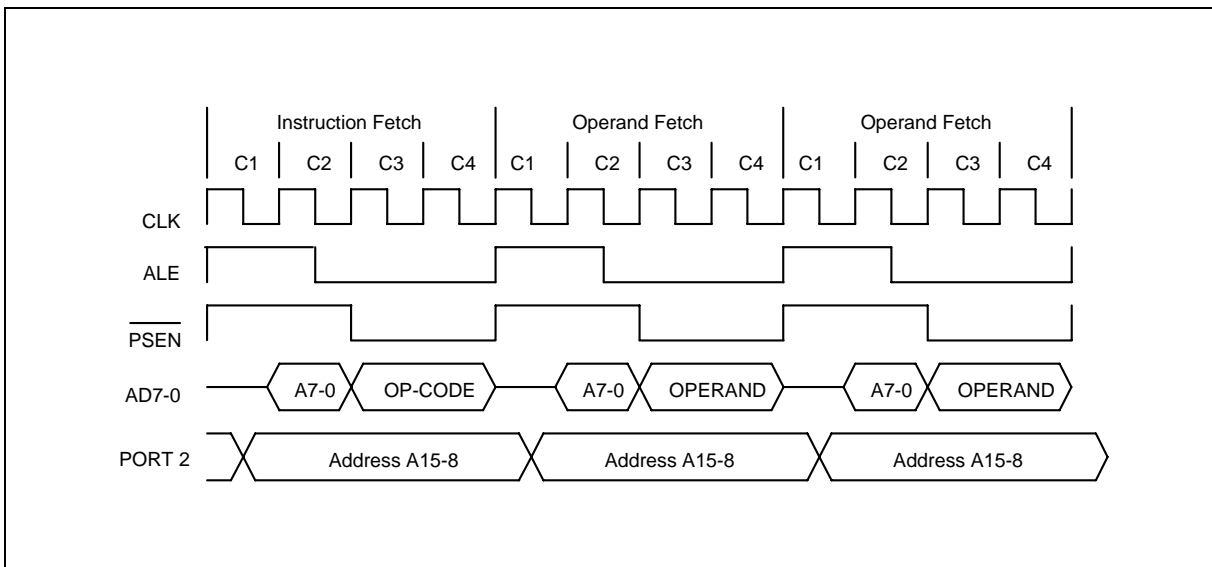 Instruction Fetch Operand Fetch Operand Fetch
C1 C2 C3 C4 C1 C2 C3 C4 C1 C2 C3 C4
CLK
ALE
PSEN
AD7-0 A7-0 OP-CODE A7-0 OPERAND A7-0 OPERAND
PORT 2 Address A15-8 Address A15-8 Address A15-8